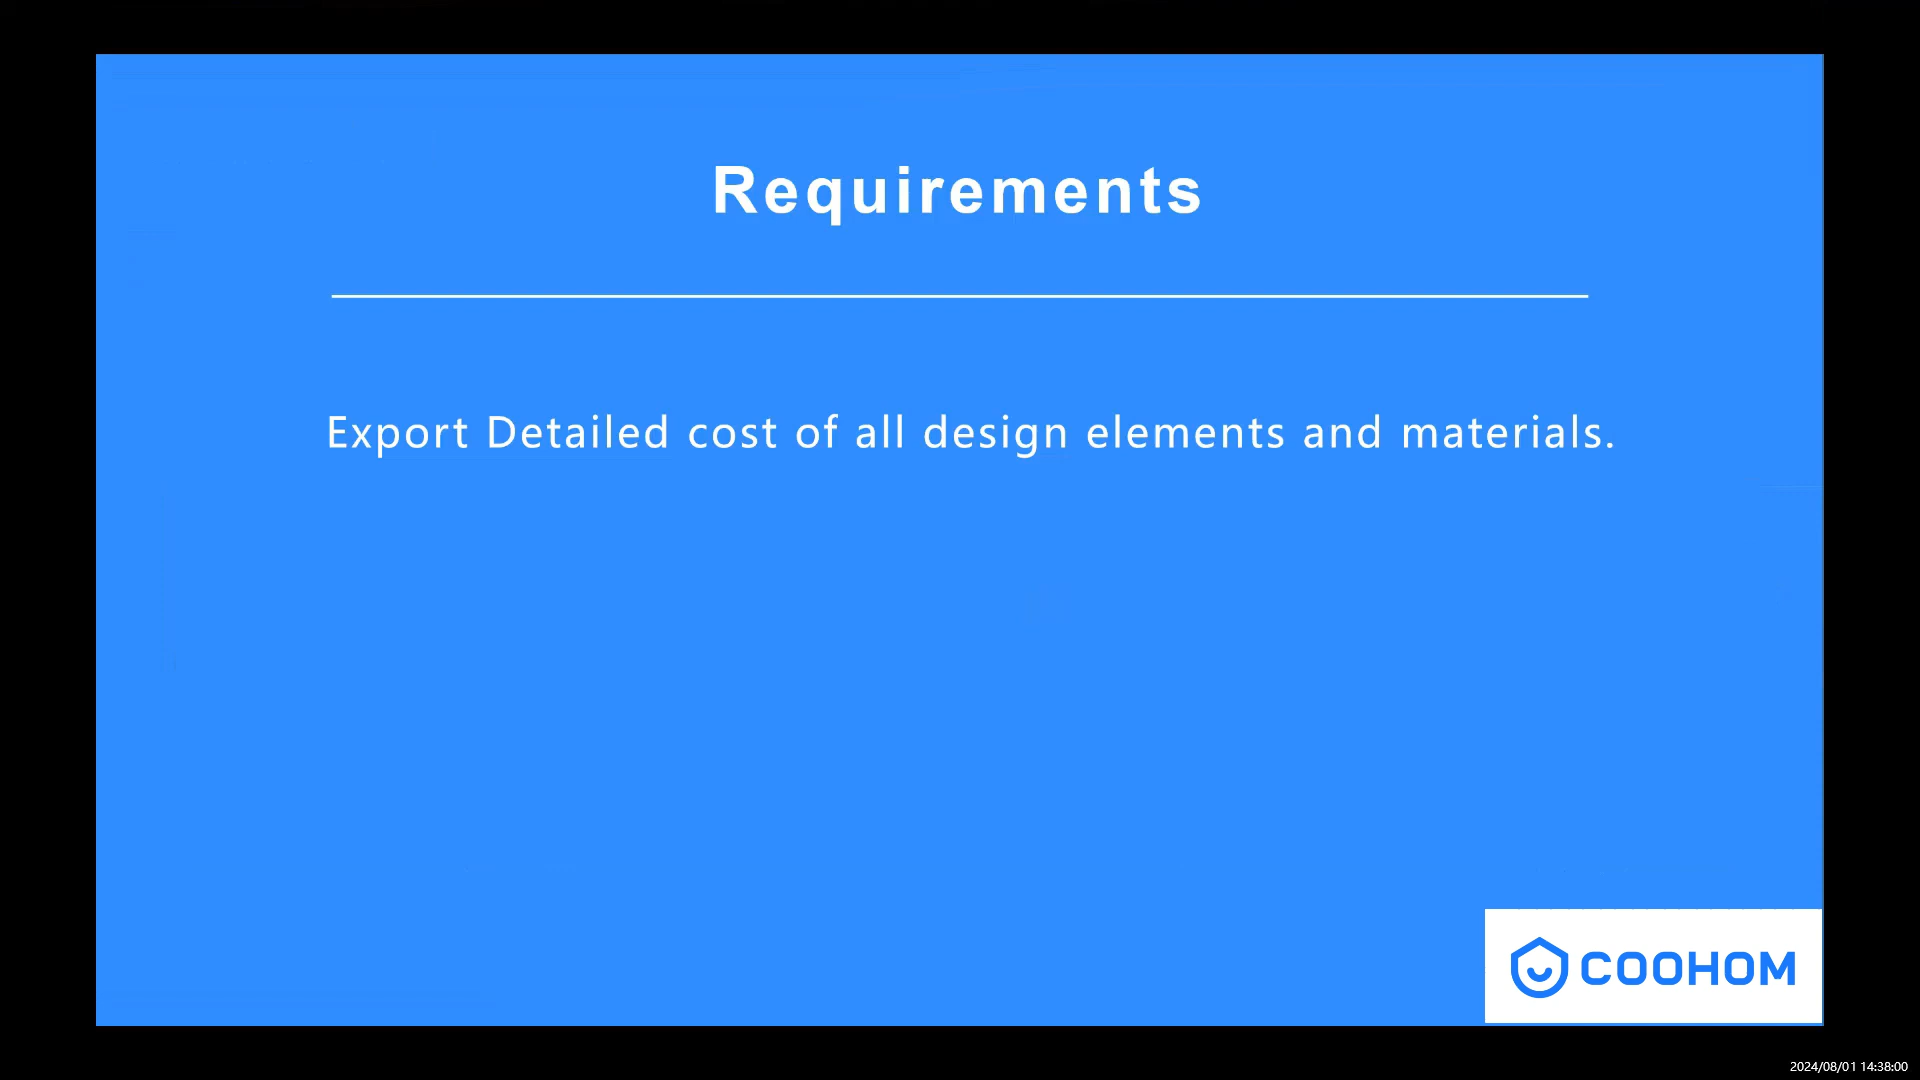 Requirements
Export Detailed cost of all design elements and materials.
COOHOM
2024/08/01 14:38:00